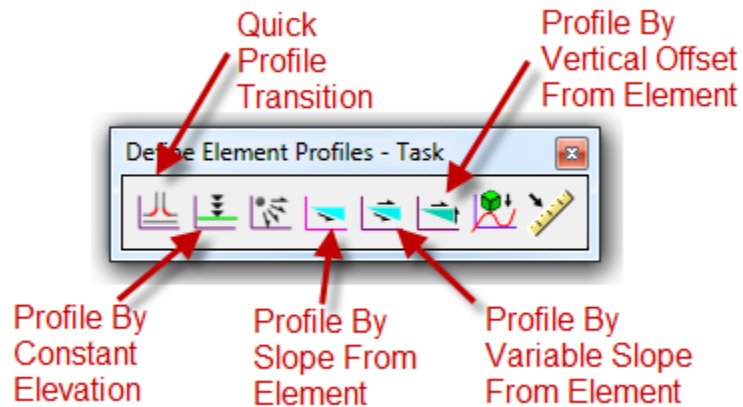 Quick
Profile
Transition
Profile By
Vertical Offset
From Element
Define Element Profiles - Task
Profile By
Constant
Elevation
Profile By
Slope From
Element
Profile By
Variable Slope
From Element